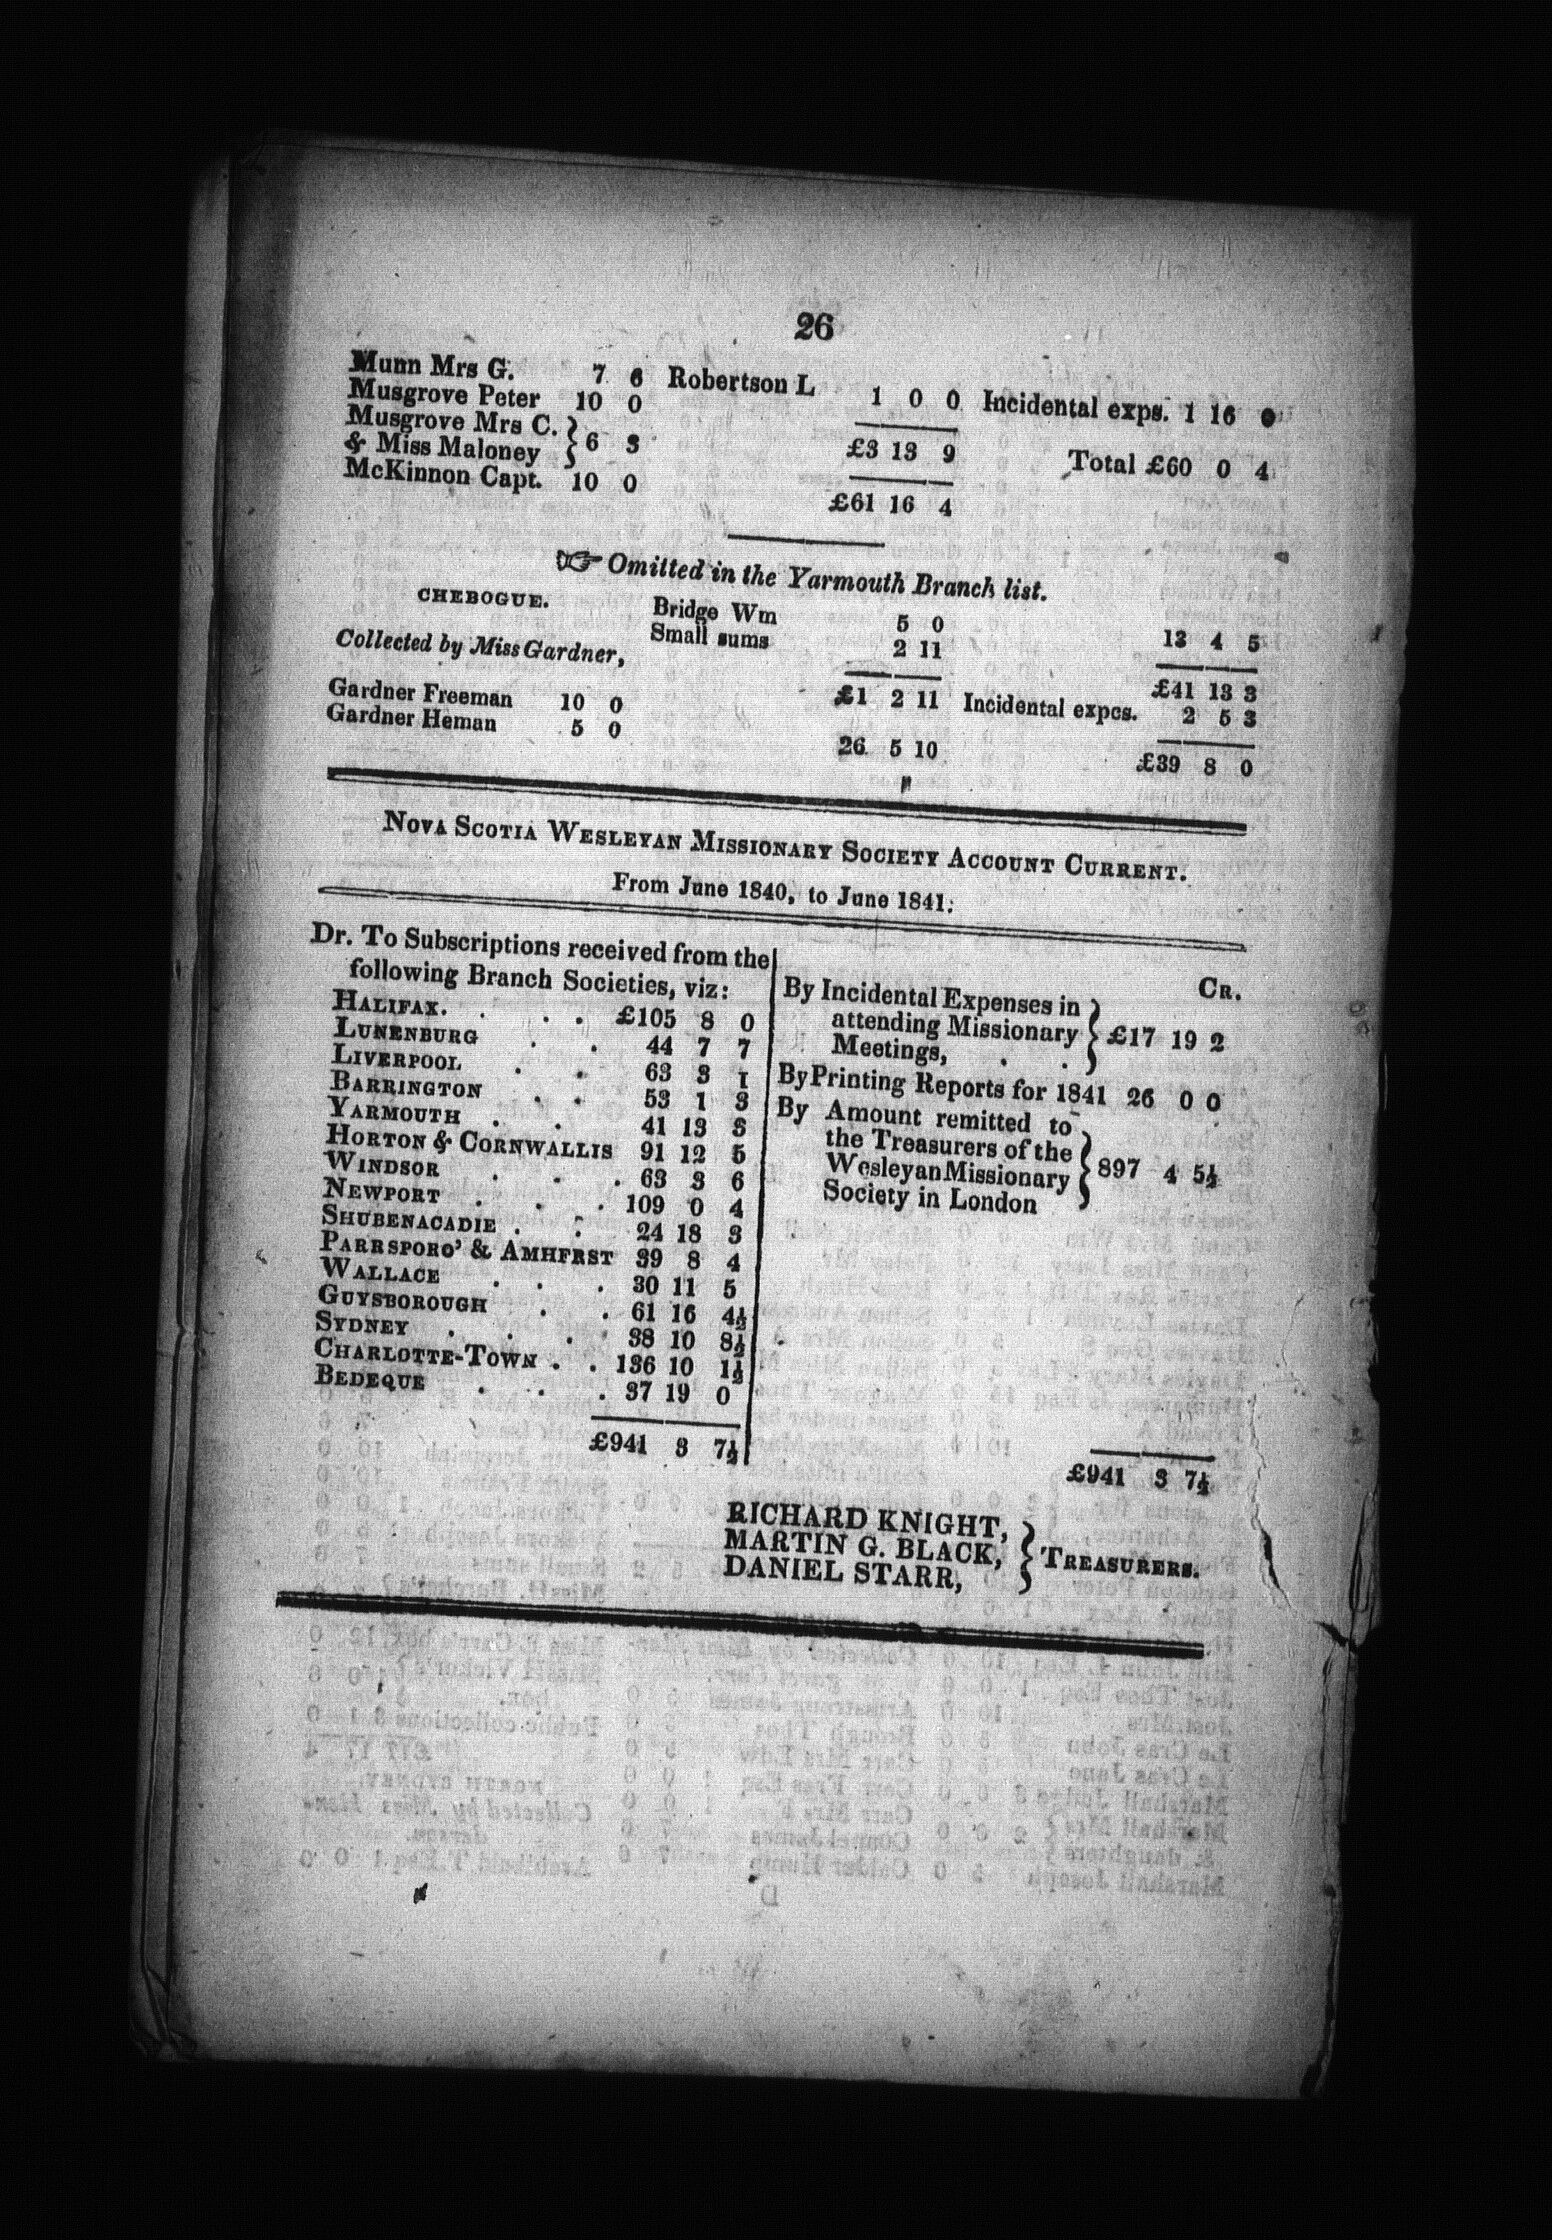 26
Munn Mrs G. 7 6
Musgrove Peter 10 0
Musgrove Mrs C. } 6 3
& Miss Maloney
McKinnon Capt. 10 0
Robertson L 1 0 0
£3 13 9
£61 16 4
Incidental exps. 1 16 0
Total £60 0 4
Omitted in the Yarmouth Branch list.
CHEBOGUE.
Collected by Miss Gardner,
Gardner Freeman 10 0
Gardner Heman 5 0
Bridge Wm 5 0
Small sums 2 11
£1 2 11
26 5 10
13 4 5
£41 13 3
Incidental expcs. 2 5 3
£39 8 0
NOVA SCOTIA WESLEYAN MISSIONARY SOCIETY ACCOUNT CURRENT.
From June 1840, to June 1841.
Dr. To Subscriptions received from the
following Branch Societies, viz:
HALIFAX. . . . £105 8 0
LUNENBURG . . 44 7 7
LIVERPOOL . . 63 3 1
BARRINGTON . . 53 1 3
YARMOUTH . . 41 13 3
HORTON & CORNWALLIS 91 12 5
WINDSOR . . . 63 3 6
NEWPORT . . . 109 0 4
SHUBENACADIE . . 24 18 3
PARRSPORO' & AMHFRST 39 8 4
WALLACE . . . 30 11 5
GUYSBOROUGH . . 61 16 4½
SYDNEY . . . . 38 10 8½
CHARLOTTE-TOWN . . 136 10 1½
BEDEQUE . . . 37 19 0
£941 3 7½
CR.
By Incidental Expenses in
attending Missionary } £17 19 2
Meetings, . .
By Printing Reports for 1841 26 0 0
By Amount remitted to
the Treasurers of the
Wesleyan Missionary } 897 4 5½
Society in London
£941 3 7½
RICHARD KNIGHT,
MARTIN G. BLACK, } TREASURERS.
DANIEL STARR,